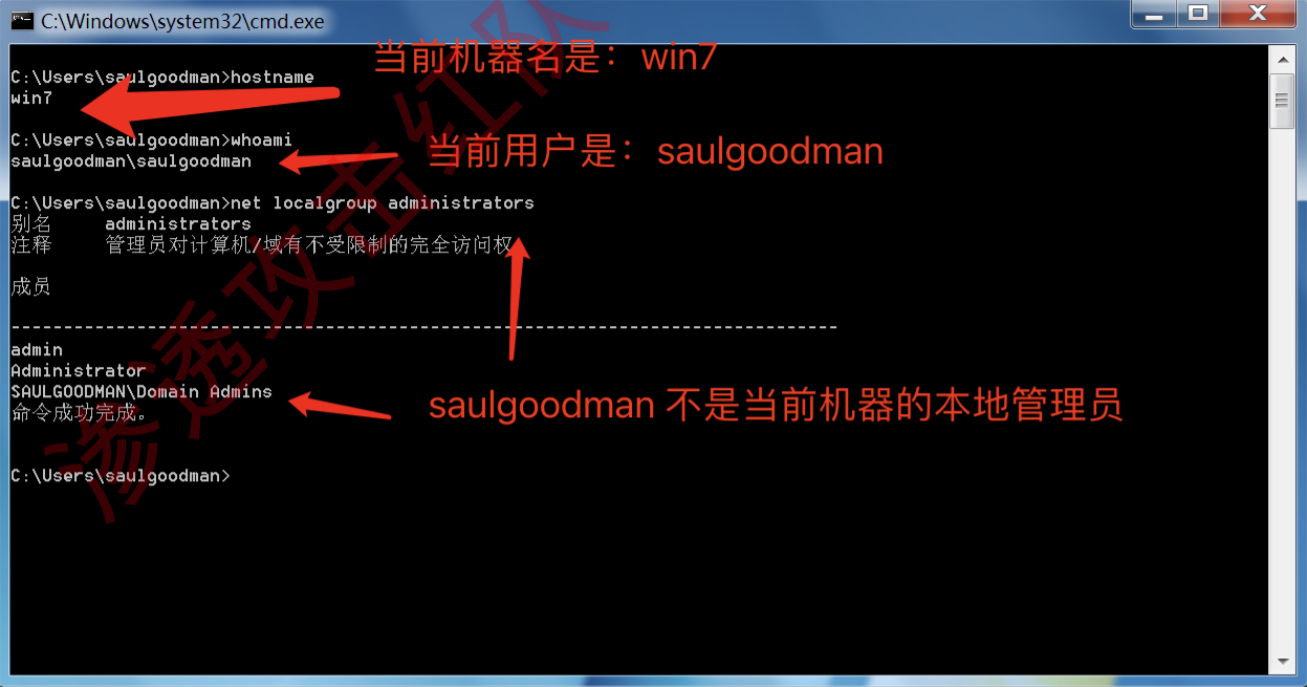 C:\Windows\system32\cmd.exe
当前机器名是：win7
C:\Users\saulgoodman>hostname
win7
C:\Users\saulgoodman>whoami
saulgoodman\saulgoodman
当前用户是：saulgoodman
C:\Users\saulgoodman>net localgroup administrators
别名 administrators
注释 管理员对计算机/域有不受限制的完全访问权
成员
-------------------------------------------------------------------------------
admin
Administrator
SAULGOODMAN\Domain Admins
saulgoodman 不是当前机器的本地管理员
命令成功完成。
C:\Users\saulgoodman>
渗透攻击红队